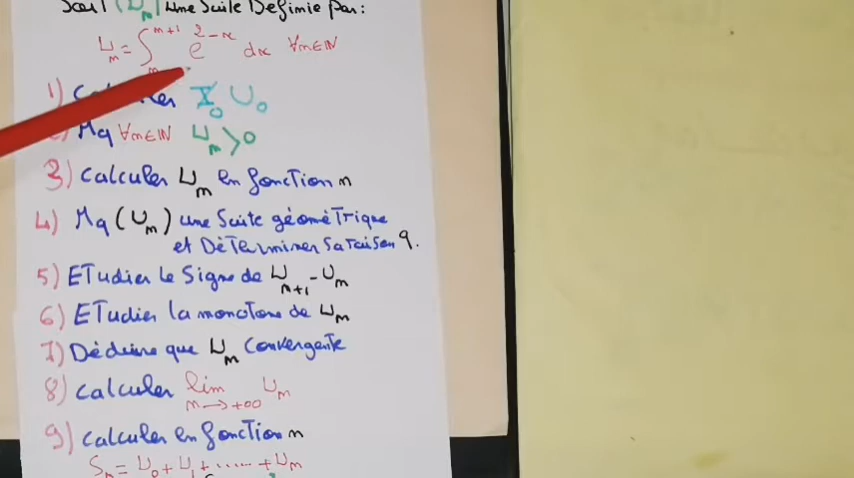 Soit (Un) Une Suite Définie par:
Un = ∫ n+1 e^2-x dx ∀n∈IN
1) Calculer I0 U0
2) Mq ∀n∈IN Un > 0
3) Calculer Un en fonction n
4) Mq (Un) une Suite géométrique
et Déterminer sa raison q.
5) ETudier le Signe de Un+1 - Un
6) ETudier la monotone de Un
7) Déduire que Un Convergente
8) calculer lim n→+∞ Un
9) calculer en fonction n
Sn = U0 + U1 + ...... + Un